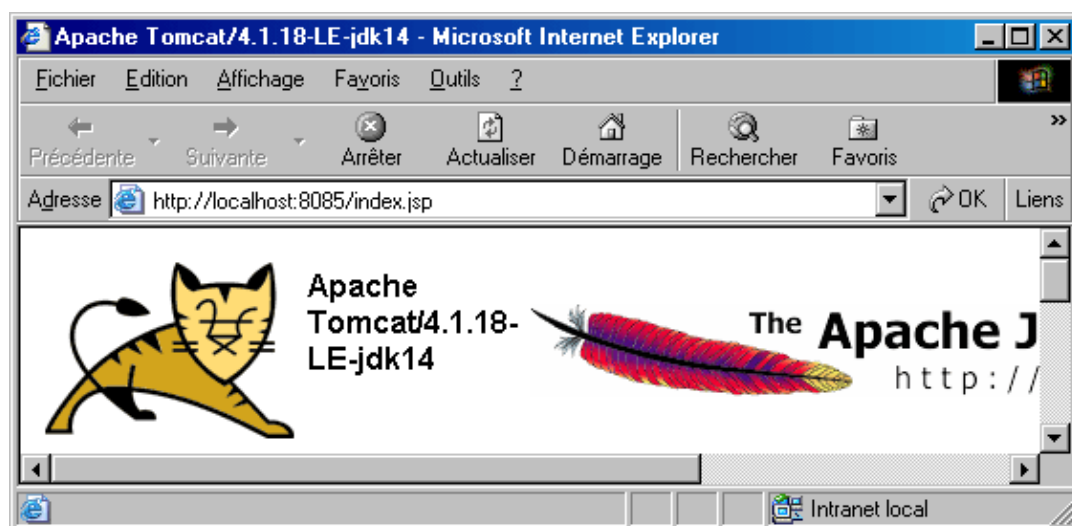 Apache Tomcat/4.1.18-LE-jdk14 - Microsoft Internet Explorer
Fichier Edition Affichage Favoris Outils ?
Précédente Suivante Arrêter Actualiser Démarrage Rechercher Favoris »
Adresse http://localhost:8085/index.jsp OK Liens
Apache
Tomcat/4.1.18-
LE-jdk14
The Apache J
http://
Intranet local